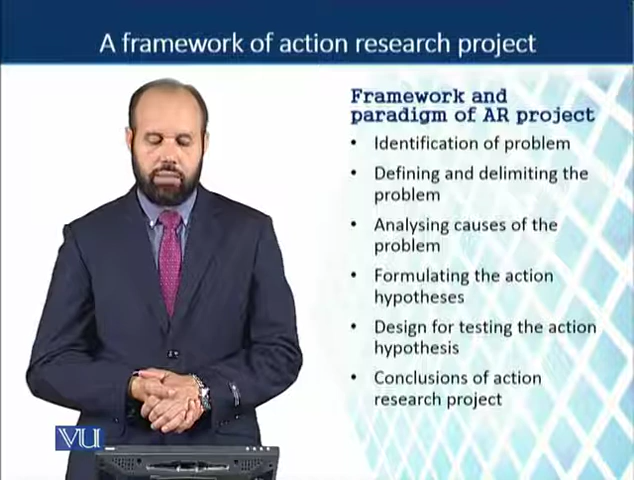 A framework of action research project
Framework and
paradigm of AR project
• Identification of problem
• Defining and delimiting the
problem
• Analysing causes of the
problem
• Formulating the action
hypotheses
• Design for testing the action
hypothesis
• Conclusions of action
research project
VU